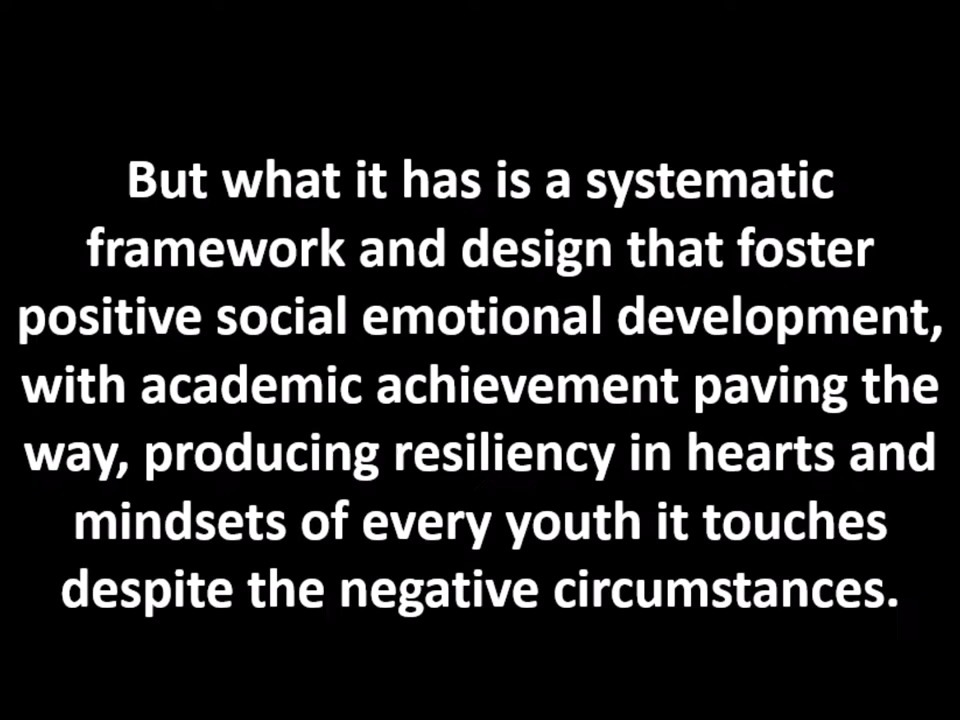 But what it has is a systematic
framework and design that foster
positive social emotional development,
with academic achievement paving the
way, producing resiliency in hearts and
mindsets of every youth it touches
despite the negative circumstances.